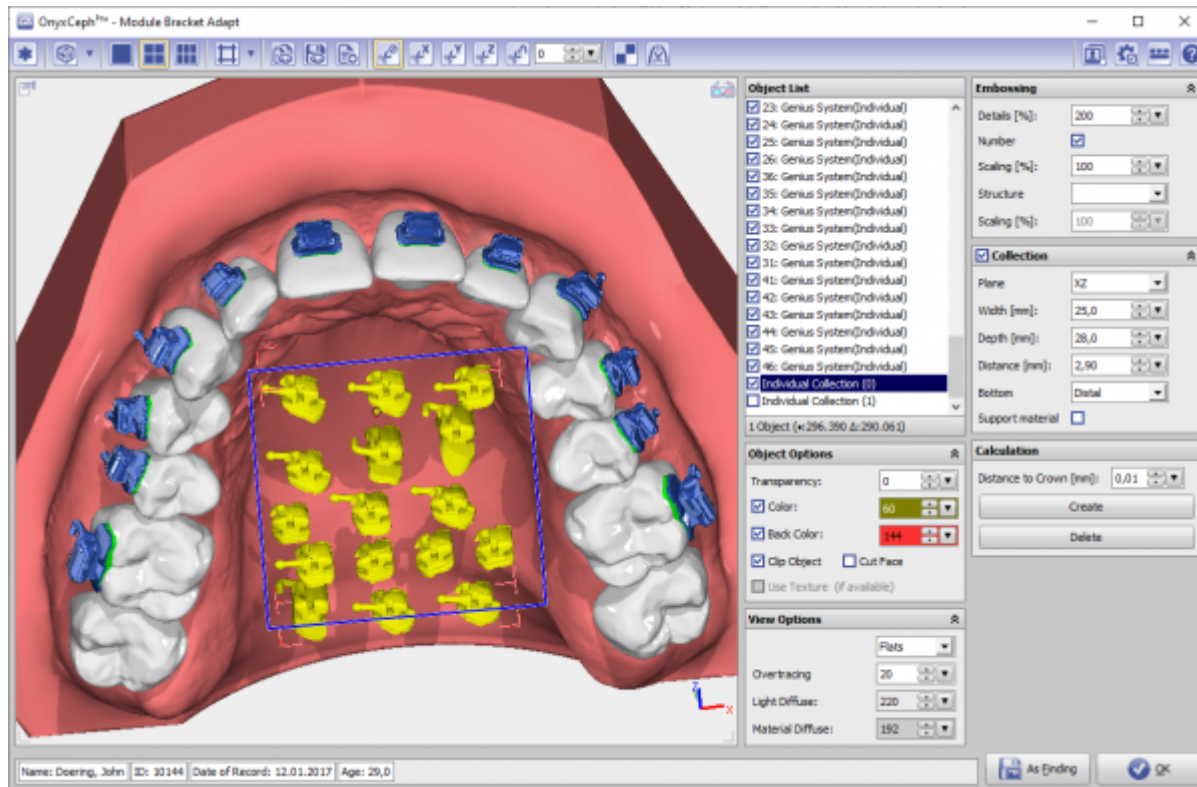 OnyxCeph³™ - Module Bracket Adapt
0
Object List
23: Genius System(Individual)
24: Genius System(Individual)
25: Genius System(Individual)
26: Genius System(Individual)
36: Genius System(Individual)
35: Genius System(Individual)
34: Genius System(Individual)
33: Genius System(Individual)
32: Genius System(Individual)
31: Genius System(Individual)
41: Genius System(Individual)
42: Genius System(Individual)
43: Genius System(Individual)
44: Genius System(Individual)
45: Genius System(Individual)
46: Genius System(Individual)
Individual Collection (0)
Individual Collection (1)
1 Object (•:296.390 Δ:290.061)
Object Options
Transparency: 0
Color: 60
Back Color: 144
Clip Object Cut Face
Use Texture (if available)
View Options
Flats
Overtracing 20
Light Diffuse: 220
Material Diffuse: 192
Embossing
Details [%]: 200
Number
Scaling [%]: 100
Structure
Scaling [%]: 100
Collection
Plane XZ
Width [mm]: 25,0
Depth [mm]: 28,0
Distance [mm]: 2,90
Bottom Distal
Support material
Calculation
Distance to Crown [mm]: 0,01
Create
Delete
Z
X
Name: Doering, John ID: 10144 Date of Record: 12.01.2017 Age: 29,0
As Finding OK